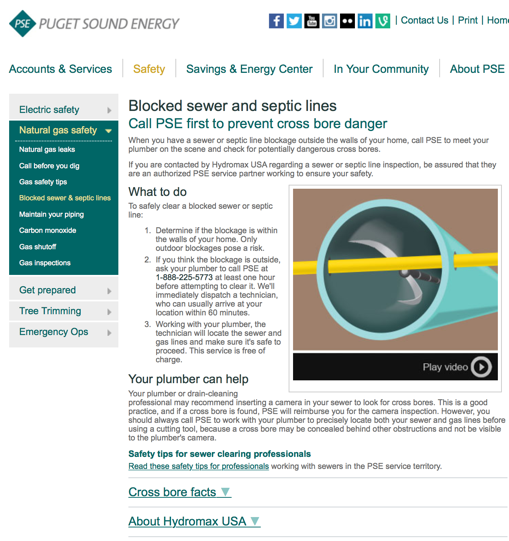 PSE PUGET SOUND ENERGY
f You Tube in V | Contact Us | Print | Home
Accounts & Services | Safety | Savings & Energy Center | In Your Community | About PSE
Electric safety
Natural gas safety
Natural gas leaks
Call before you dig
Gas safety tips
Blocked sewer & septic lines
Maintain your piping
Carbon monoxide
Gas shutoff
Gas inspections
Get prepared
Tree Trimming
Emergency Ops
Blocked sewer and septic lines
Call PSE first to prevent cross bore danger
When you have a sewer or septic line blockage outside the walls of your home, call PSE to meet your
plumber on the scene and check for potentially dangerous cross bores.
If you are contacted by Hydromax USA regarding a sewer or septic line inspection, be assured that they
are an authorized PSE service partner working to ensure your safety.
What to do
To safely clear a blocked sewer or septic
line:
1. Determine if the blockage is within
the walls of your home. Only
outdoor blockages pose a risk.
2. If you think the blockage is outside,
ask your plumber to call PSE at
1-888-225-5773 at least one hour
before attempting to clear it. We'll
immediately dispatch a technician,
who can usually arrive at your
location within 60 minutes.
3. Working with your plumber, the
technician will locate the sewer and
gas lines and make sure it's safe to
proceed. This service is free of
charge.
Play video
Your plumber can help
Your plumber or drain-cleaning
professional may recommend inserting a camera in your sewer to look for cross bores. This is a good
practice, and if a cross bore is found, PSE will reimburse you for the camera inspection. However, you
should always call PSE to work with your plumber to precisely locate both your sewer and gas lines before
using a cutting tool, because a cross bore may be concealed behind other obstructions and not be visible
to the plumber's camera.
Safety tips for sewer clearing professionals
Read these safety tips for professionals working with sewers in the PSE service territory.
Cross bore facts
About Hydromax USA